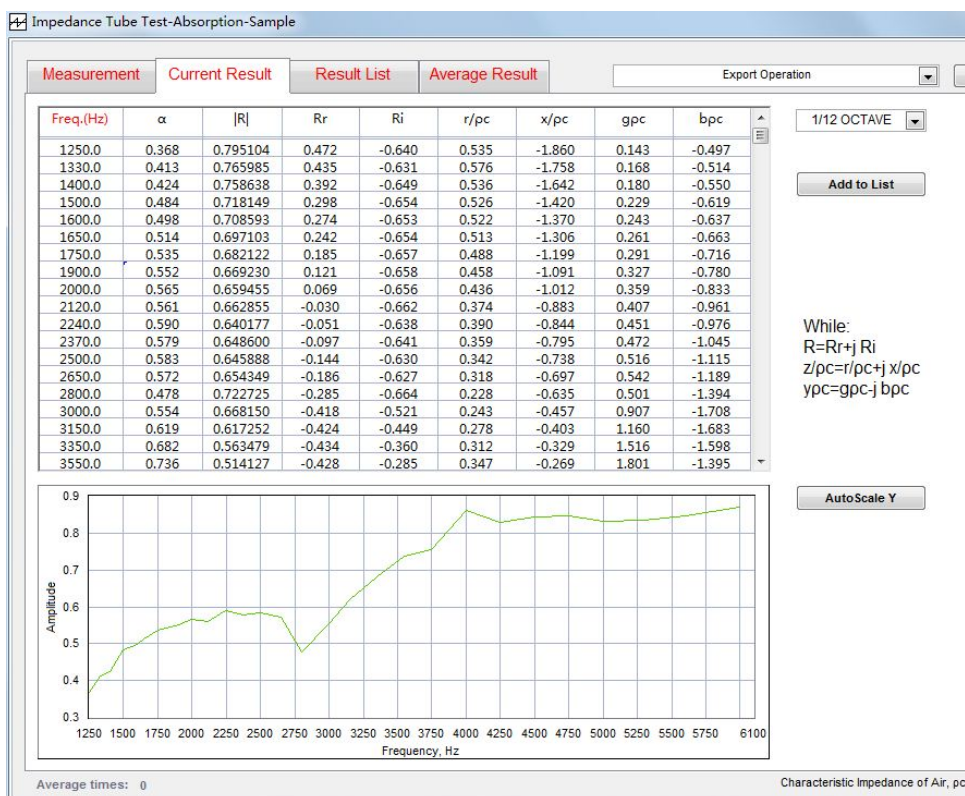 Impedance Tube Test-Absorption-Sample
Measurement Current Result Result List Average Result Export Operation
Freq.(Hz) α |R| Rr Ri r/ρc x/ρc gρc bρc 1/12 OCTAVE
1250.0 0.368 0.795104 0.472 -0.640 0.535 -1.860 0.143 -0.497
1330.0 0.413 0.765985 0.435 -0.631 0.576 -1.758 0.168 -0.514
1400.0 0.424 0.758638 0.392 -0.649 0.536 -1.642 0.180 -0.550
Add to List
1500.0 0.484 0.718149 0.298 -0.654 0.526 -1.420 0.229 -0.619
1600.0 0.498 0.708593 0.274 -0.653 0.522 -1.370 0.243 -0.637
1650.0 0.514 0.697103 0.242 -0.654 0.513 -1.306 0.261 -0.663
1750.0 0.535 0.682122 0.185 -0.657 0.488 -1.199 0.291 -0.716
1900.0 0.552 0.669230 0.121 -0.658 0.458 -1.091 0.327 -0.780
2000.0 0.565 0.659455 0.069 -0.656 0.436 -1.012 0.359 -0.833
2120.0 0.561 0.662855 -0.030 -0.662 0.374 -0.883 0.407 -0.961
2240.0 0.590 0.640177 -0.051 -0.638 0.390 -0.844 0.451 -0.976
2370.0 0.579 0.648600 -0.097 -0.641 0.359 -0.795 0.472 -1.045
2500.0 0.583 0.645888 -0.144 -0.630 0.342 -0.738 0.516 -1.115
2650.0 0.572 0.654349 -0.186 -0.627 0.318 -0.697 0.542 -1.189
2800.0 0.478 0.722725 -0.285 -0.664 0.228 -0.635 0.501 -1.394
3000.0 0.554 0.668150 -0.418 -0.521 0.243 -0.457 0.907 -1.708
3150.0 0.619 0.617252 -0.424 -0.449 0.278 -0.403 1.160 -1.683
3350.0 0.682 0.563479 -0.434 -0.360 0.312 -0.329 1.516 -1.598
3550.0 0.736 0.514127 -0.428 -0.285 0.347 -0.269 1.801 -1.395
While:
R=Rr+j Ri
z/ρc=r/ρc+j x/ρc
yρc=gρc-j bρc
AutoScale Y
0.9
0.8
0.7
0.6
0.5
0.4
0.3
Amplitude
1250 1500 1750 2000 2250 2500 2750 3000 3250 3500 3750 4000 4250 4500 4750 5000 5250 5500 5750 6100
Frequency, Hz
Average times: 0
Characteristic Impedance of Air, ρc